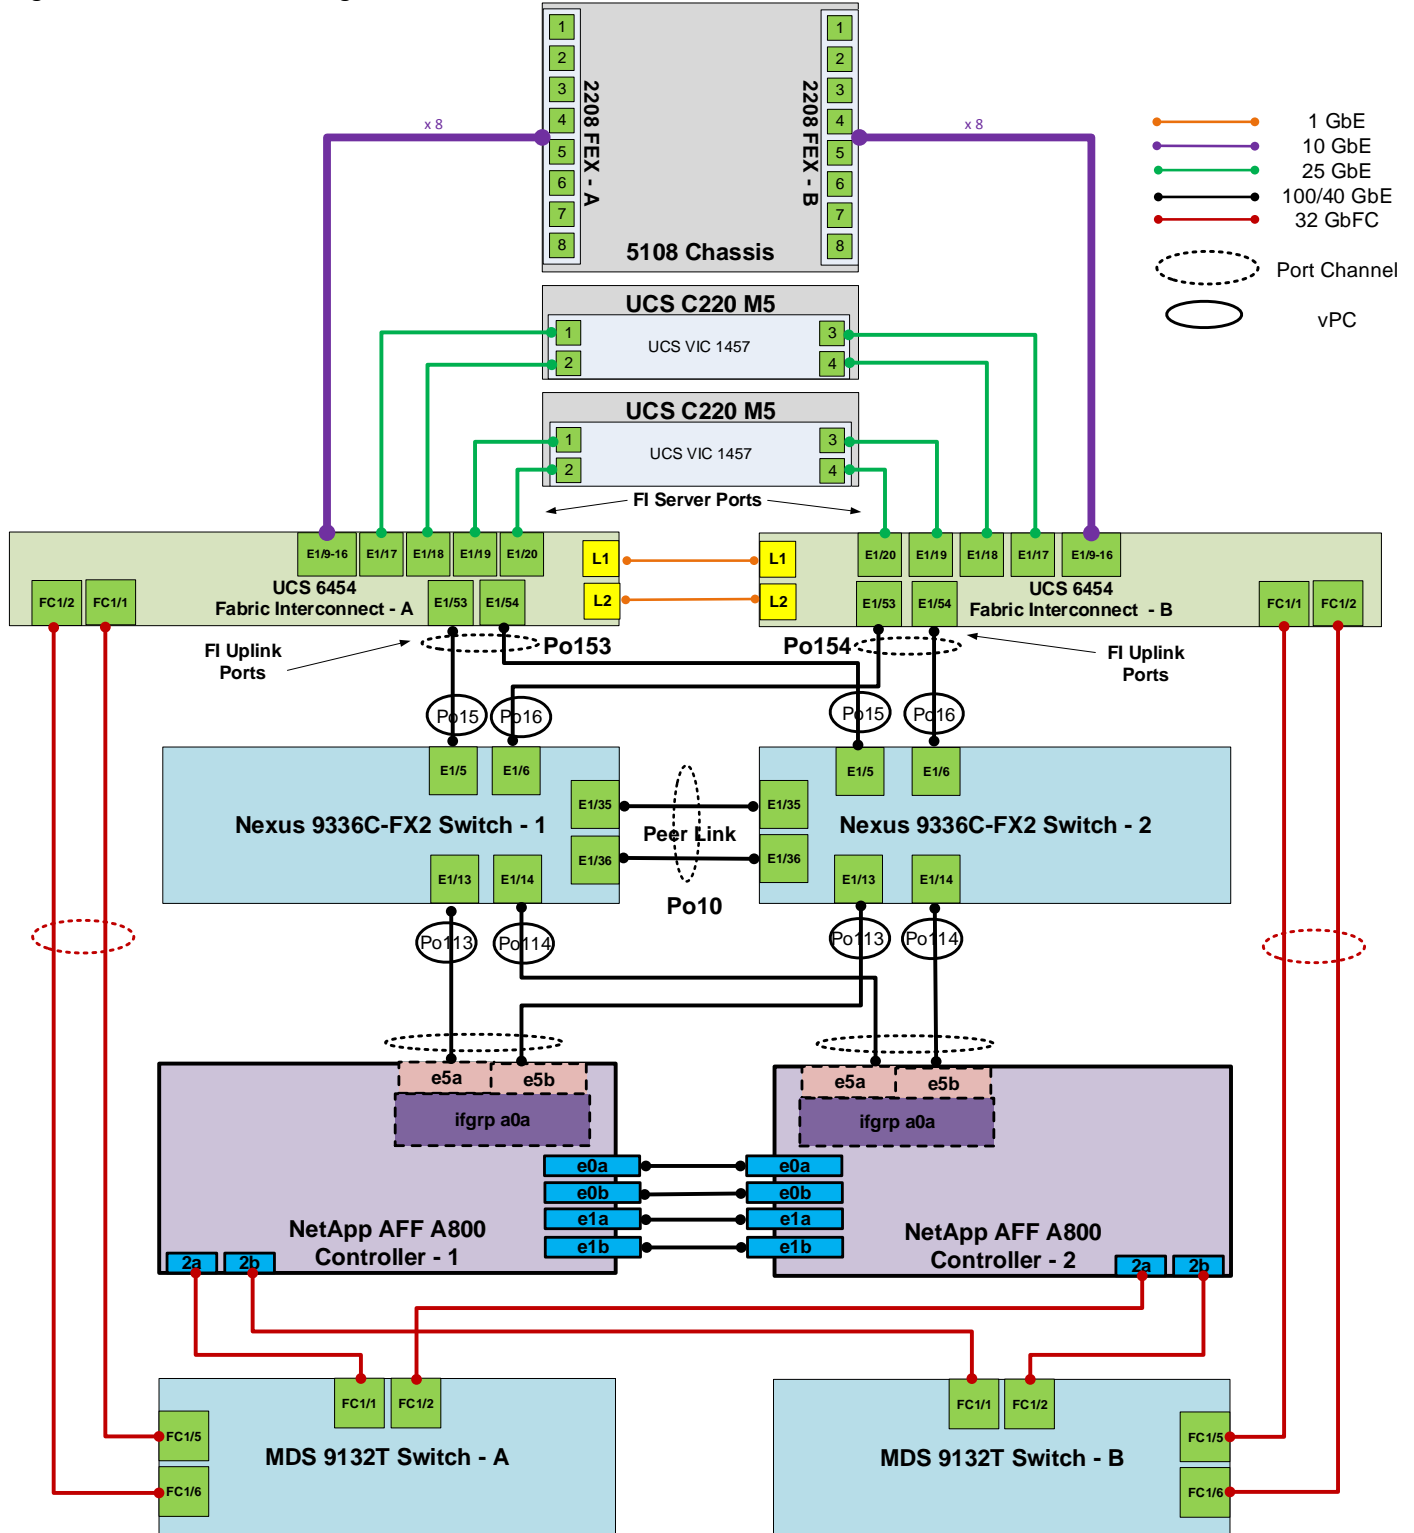 1
2
3
4
5
6
7
8
2208 FEX - A
1
2
3
4
5
6
7
8
2208 FEX - B
5108 Chassis
x 8
x 8
1 GbE
10 GbE
25 GbE
100/40 GbE
32 GbFC
Port Channel
vPC
UCS C220 M5
1
2
UCS VIC 1457
3
4
UCS C220 M5
1
2
UCS VIC 1457
3
4
FI Server Ports
E1/9-16
E1/17
E1/18
E1/19
E1/20
L1
L2
FC1/2
FC1/1
UCS 6454
Fabric Interconnect - A
E1/53
E1/54
E1/20
E1/19
E1/18
E1/17
E1/9-16
L1
L2
E1/53
E1/54
UCS 6454
Fabric Interconnect - B
FC1/1
FC1/2
FI Uplink
Ports
Po153
Po154
FI Uplink
Ports
Po15
Po16
Po15
Po16
E1/5
E1/6
E1/5
E1/6
Nexus 9336C-FX2 Switch - 1
E1/35
E1/36
Peer Link
E1/35
E1/36
Nexus 9336C-FX2 Switch - 2
E1/13
E1/14
E1/13
E1/14
Po10
Po113
Po114
Po113
Po114
e5a
e5b
ifgrp a0a
e5a
e5b
ifgrp a0a
e0a
e0b
e1a
e1b
e0a
e0b
e1a
e1b
NetApp AFF A800
Controller - 1
NetApp AFF A800
Controller - 2
2a
2b
2a
2b
FC1/1
FC1/2
FC1/1
FC1/2
FC1/5
FC1/6
MDS 9132T Switch - A
MDS 9132T Switch - B
FC1/5
FC1/6